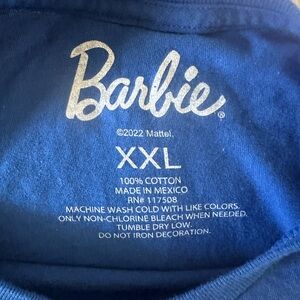 Barbie®
©2022 Mattel.
XXL
100% COTTON
MADE IN MEXICO
RN# 117508
MACHINE WASH COLD WITH LIKE COLORS.
ONLY NON-CHLORINE BLEACH WHEN NEEDED.
TUMBLE DRY LOW.
DO NOT IRON DECORATION.